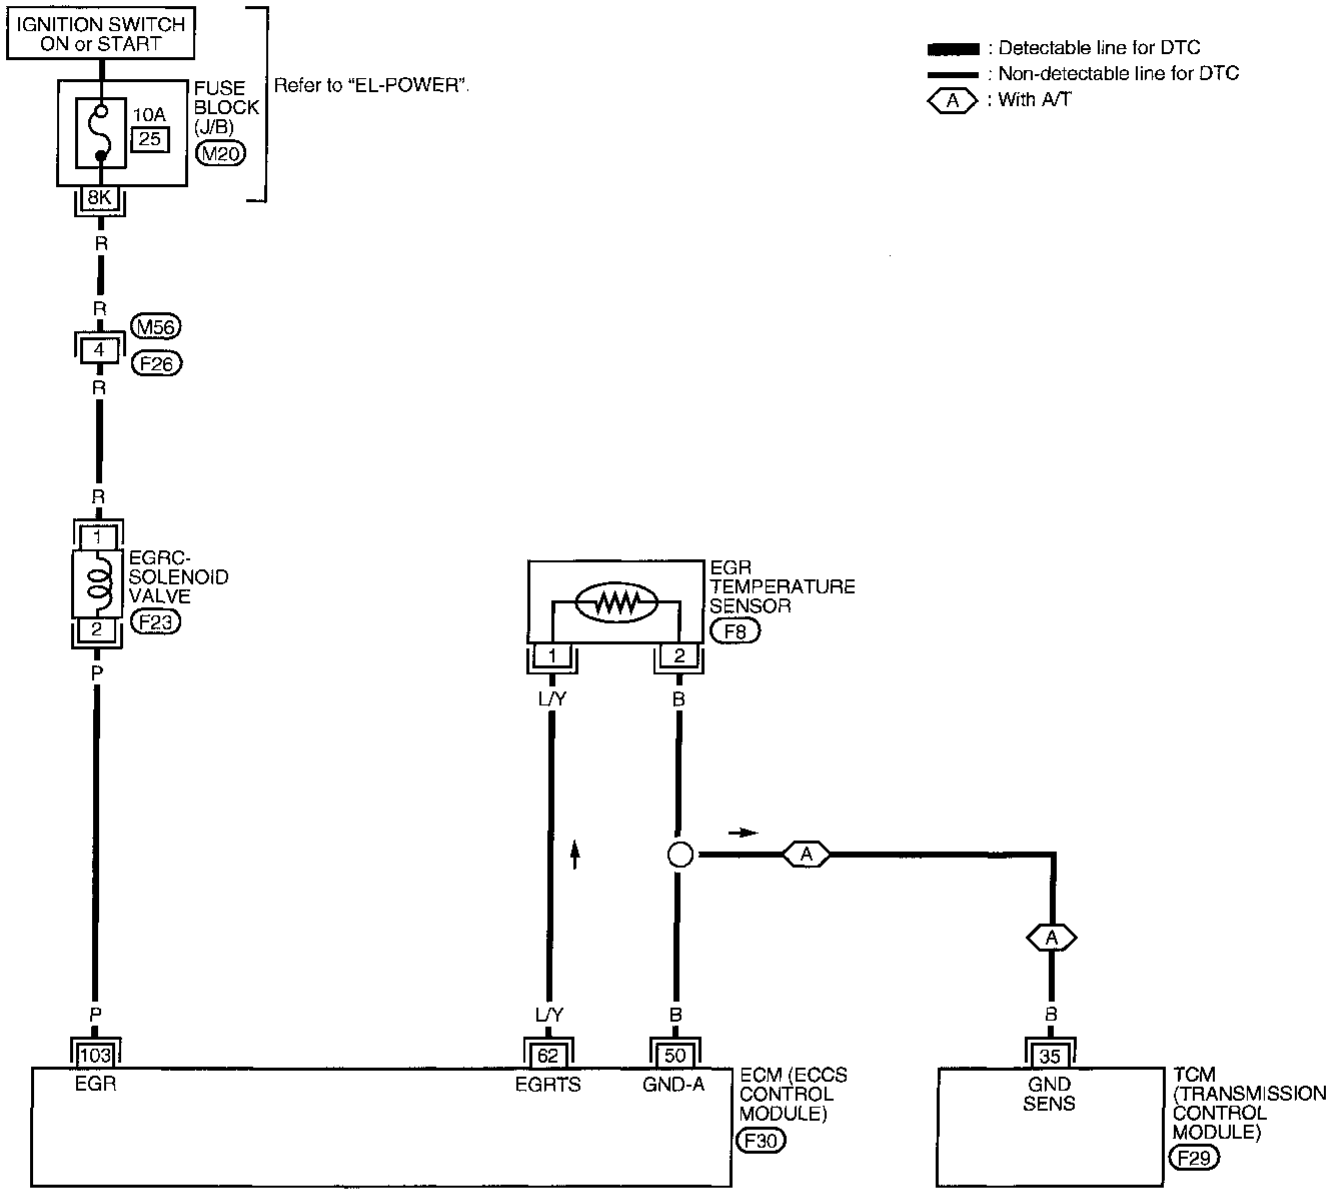 IGNITION SWITCH
ON or START
FUSE
BLOCK
(J/B)
M20
10A
25
8K
Refer to "EL-POWER".
: Detectable line for DTC
: Non-detectable line for DTC
A : With A/T
R
R
M56
4
F26
R
R
1
EGRC-
SOLENOID
VALVE
F23
2
P
EGR
TEMPERATURE
SENSOR
F8
1 2
L/Y B
A
A
P L/Y B B
103 62 50 35
EGR EGRTS GND-A
ECM (ECCS
CONTROL
MODULE)
F30
GND
SENS
TCM
(TRANSMISSION
CONTROL
MODULE)
F29